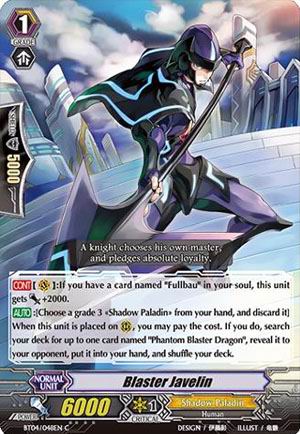 1
GRADE
SHIELD
5000
A knight chooses his own master,
and pledges absolute loyalty.
CONT [ ]:If you have a card named "Fullbau" in your soul, this unit
gets +2000.
AUTO :[Choose a grade 3 «Shadow Paladin» from your hand, and discard it]
When this unit is placed on , you may pay the cost. If you do, search
your deck for up to one card named "Phantom Blaster Dragon", reveal it to
your opponent, put it into your hand, and shuffle your deck.
NORMAL
UNIT
Blaster Javelin
POWER
6000
1
CRITICAL
Shadow Paladin
Human
BT04/048EN C
DESIGN / 伊藤彰 ILLUST / 竜徹